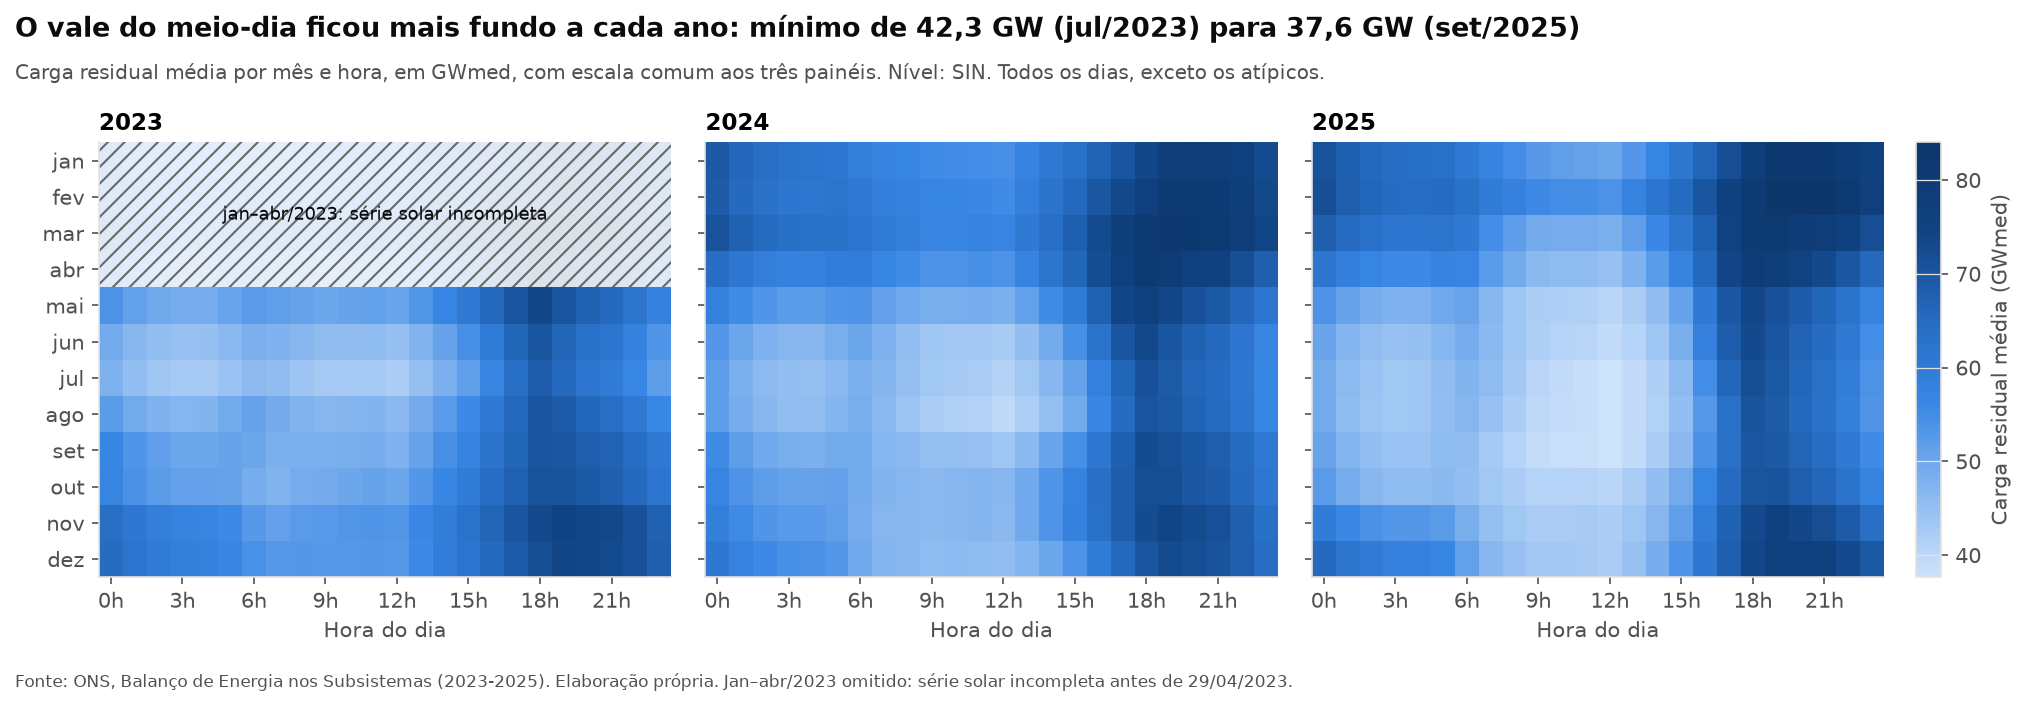 O vale do meio-dia ficou mais fundo a cada ano: mínimo de 42,3 GW (jul/2023) para 37,6 GW (set/2025)
Carga residual média por mês e hora, em GWmed, com escala comum aos três painéis. Nível: SIN. Todos os dias, exceto os atípicos.
2023
2024
2025
jan
fev
mar
abr
mai
jun
jul
ago
set
out
nov
dez
jan–abr/2023: série solar incompleta
0h 3h 6h 9h 12h 15h 18h 21h
0h 3h 6h 9h 12h 15h 18h 21h
0h 3h 6h 9h 12h 15h 18h 21h
Hora do dia
Hora do dia
Hora do dia
80
70
60
50
40
Carga residual média (GWmed)
Fonte: ONS, Balanço de Energia nos Subsistemas (2023-2025). Elaboração própria. Jan–abr/2023 omitido: série solar incompleta antes de 29/04/2023.